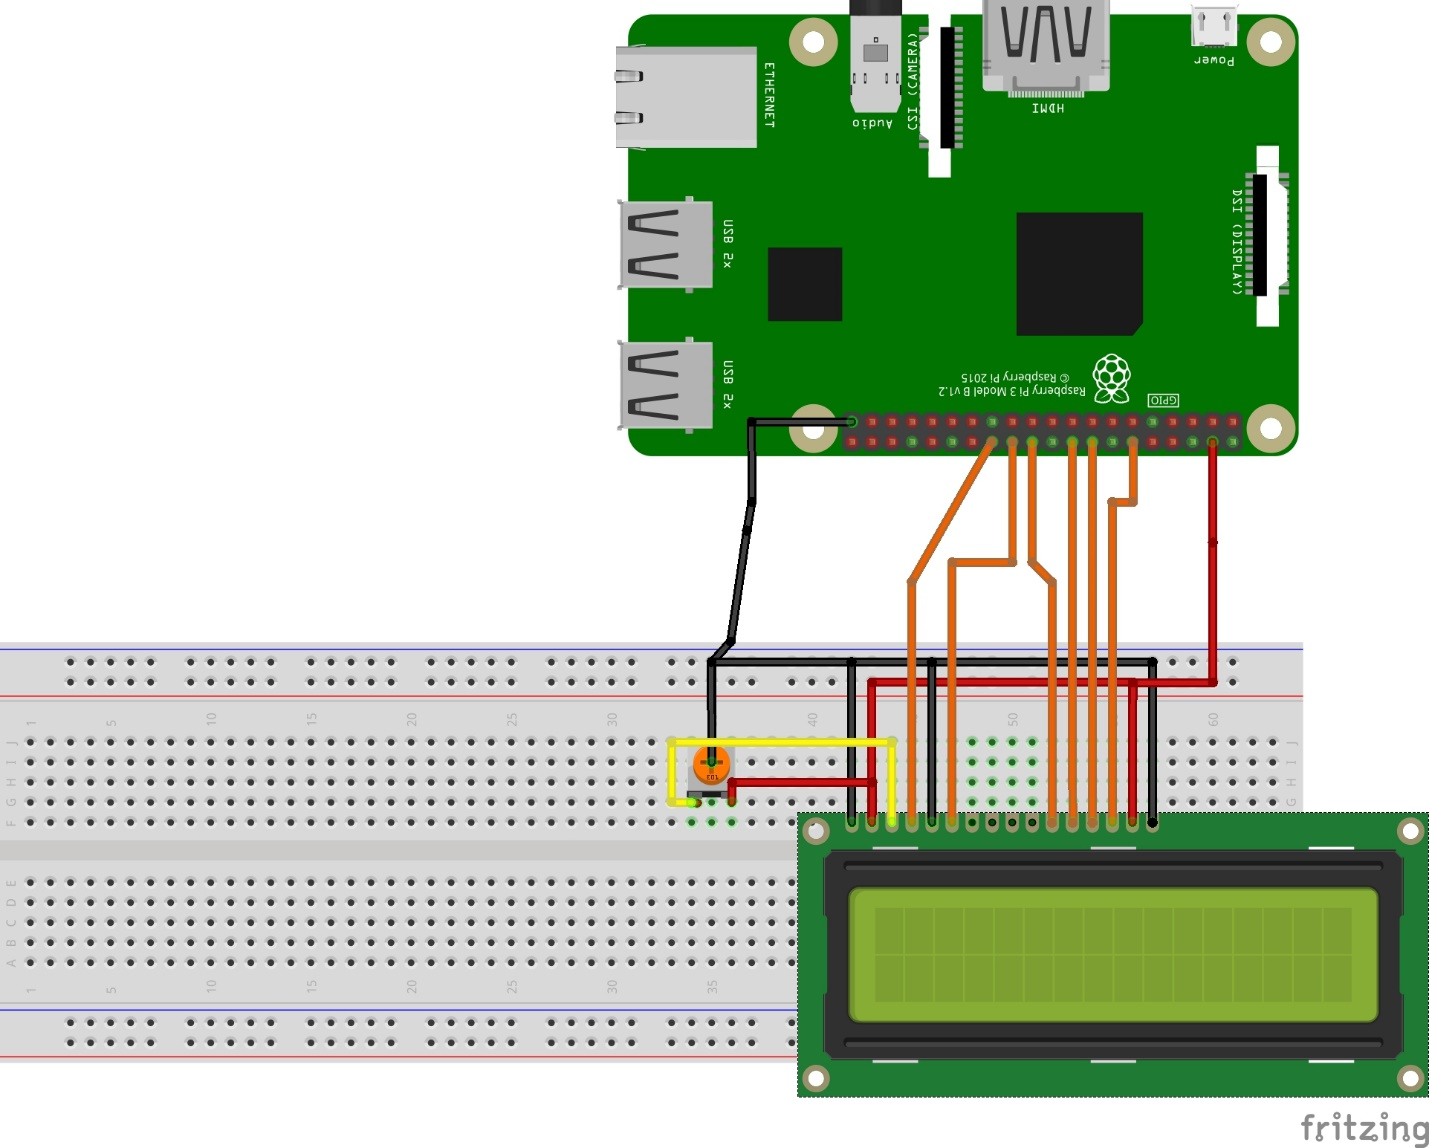 Power
ETHERNET
CSI (CAMERA)
HDMI
Audio
DSI (DISPLAY)
USB 2x
USB 2x
© Raspberry Pi 2015
Raspberry Pi 3 Model B v1.2
GPIO
1 5 10 15 20 25 30 40 50 60
J J
I I
H H
G G
F
103
E
D
C
B
A
1 5 10 15 20 25 30 35
fritzing